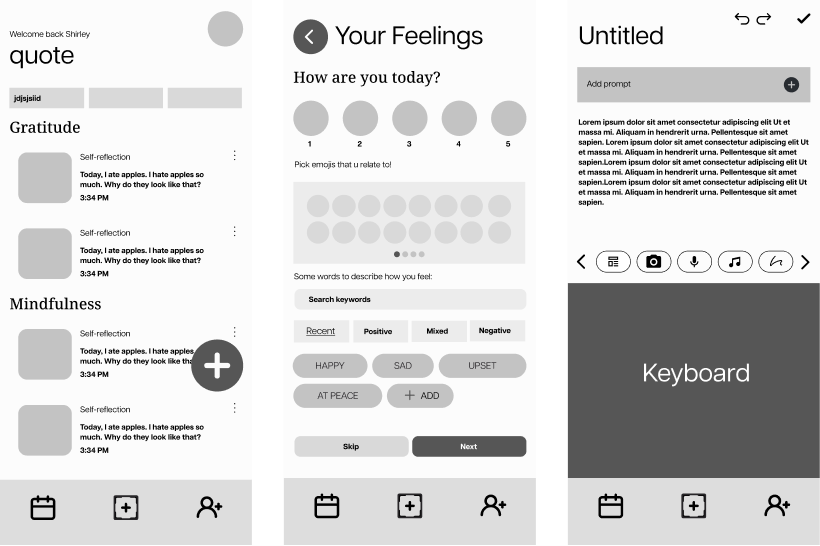 Welcome back Shirley
quote
jdjsjsiid
Gratitude
Self-reflection
Today, I ate apples. I hate apples so
much. Why do they look like that?
3:34 PM
Self-reflection
Today, I ate apples. I hate apples so
much. Why do they look like that?
3:34 PM
Mindfulness
Self-reflection
Today, I ate apples. I hate apples
much. Why do they look like
3:34 PM
Self-reflection
Today, I ate apples. I hate apples so
much. Why do they look like that?
3:34 PM
Your Feelings
How are you today?
1 2 3 4 5
Pick emojis that u relate to!
Some words to describe how you feel:
Search keywords
Recent Positive Mixed Negative
HAPPY SAD UPSET
AT PEACE + ADD
Skip Next
Untitled
Add prompt
Lorem ipsum dolor sit amet consectetur adipiscing elit Ut et
massa mi. Aliquam in hendrerit urna. Pellentesque sit amet
sapien. Lorem ipsum dolor sit amet consectetur adipiscing elit Ut
et massa mi. Aliquam in hendrerit urna. Pellentesque sit amet
sapien.Lorem ipsum dolor sit amet consectetur adipiscing elit Ut
et massa mi. Aliquam in hendrerit urna. Pellentesque sit amet
sapien.Lorem ipsum dolor sit amet consectetur adipiscing elit Ut
et massa mi. Aliquam in hendrerit urna. Pellentesque sit amet
sapien.
Keyboard